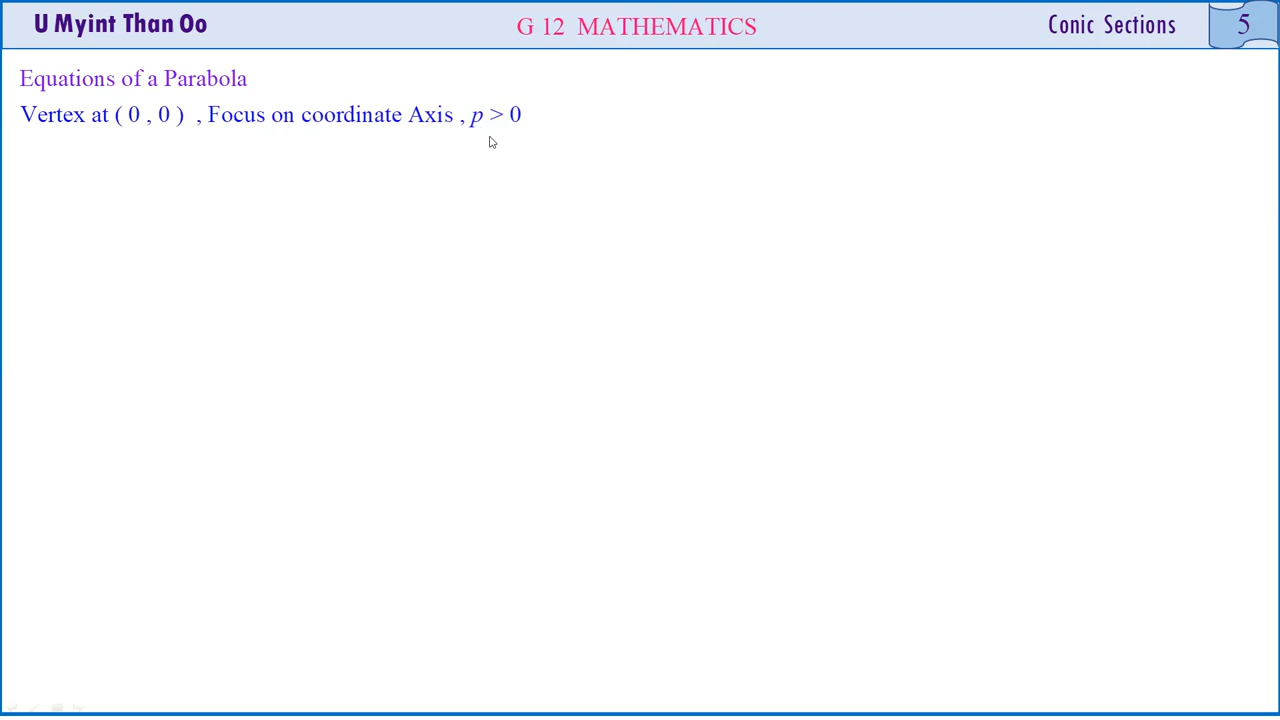 U Myint Than Oo G 12 MATHEMATICS Conic Sections 5
Equations of a Parabola
Vertex at ( 0 , 0 ) , Focus on coordinate Axis , p > 0